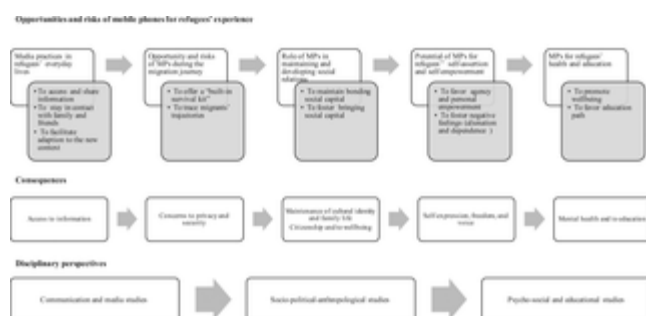 Opportunities and risks of mobile phones for refugees' experience
Media practices in
refugees' everyday
lives
• To access and share
information
• To stay in contact
with family and
friends
• To facilitate
adaption to the new
context
Opportunity and risks
of MPs during the
migration journey
• To offer a "built-in
survival kit"
• To trace migrants'
trajectories
Role of MPs in
maintaining and
developing social
relations
• To maintain bonding
social capital
• To foster bringing
social capital
Potential of MPs for
refugees' self-assertion
and self-empowerment
• To favor agency
and personal
empowerment
• To foster negative
feelings (alienation and
dependence )
MPs for refugees'
health and education
• To promote
wellbeing
• To favor education
path
Consequences
Access to information
Concerns to privacy and
security
Maintenance of cultural identity
and family life
Citizenship and/to wellbeing
Self expression, freedom, and
voice
Mental health and/to education
Disciplinary perspectives
Communication and media studies
Socio-political-anthropological studies
Psycho-social and educational studies